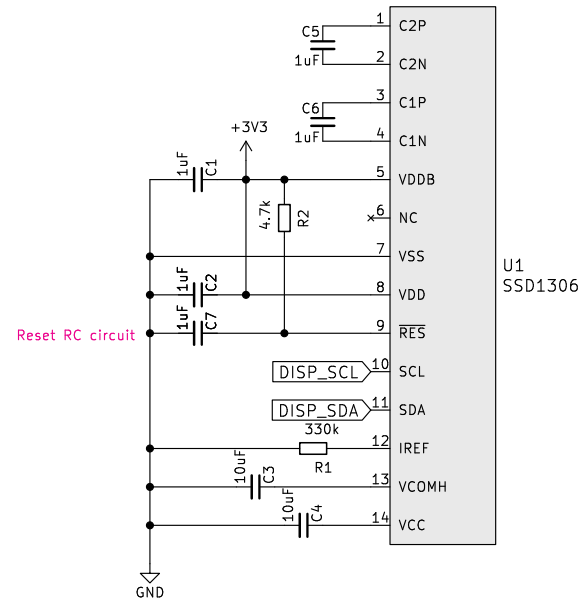 1 C2P
C5
1uF
2 C2N
3 C1P
C6
1uF
4 C1N
+3V3
1uF
C1
5 VDDB
4.7k
R2
6 NC
7 VSS
U1
SSD1306
1uF
C2
8 VDD
1uF
C7
Reset RC circuit
9 RES
DISP_SCL 10 SCL
DISP_SDA 11 SDA
330k
R1
12 IREF
10uF
C3
13 VCOMH
10uF
C4
14 VCC
GND